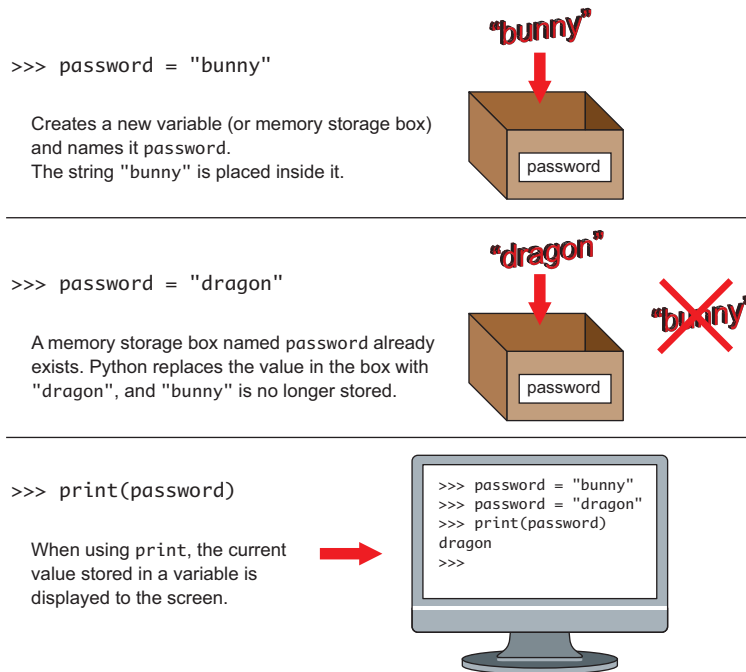 “bunny”
>>> password = "bunny"
Creates a new variable (or memory storage box)
and names it password.
The string "bunny" is placed inside it.
password
“dragon”
>>> password = "dragon"
“bunny”
A memory storage box named password already
exists. Python replaces the value in the box with
"dragon", and "bunny" is no longer stored.
password
>>> print(password)
When using print, the current
value stored in a variable is
displayed to the screen.
>>> password = "bunny"
>>> password = "dragon"
>>> print(password)
dragon
>>>